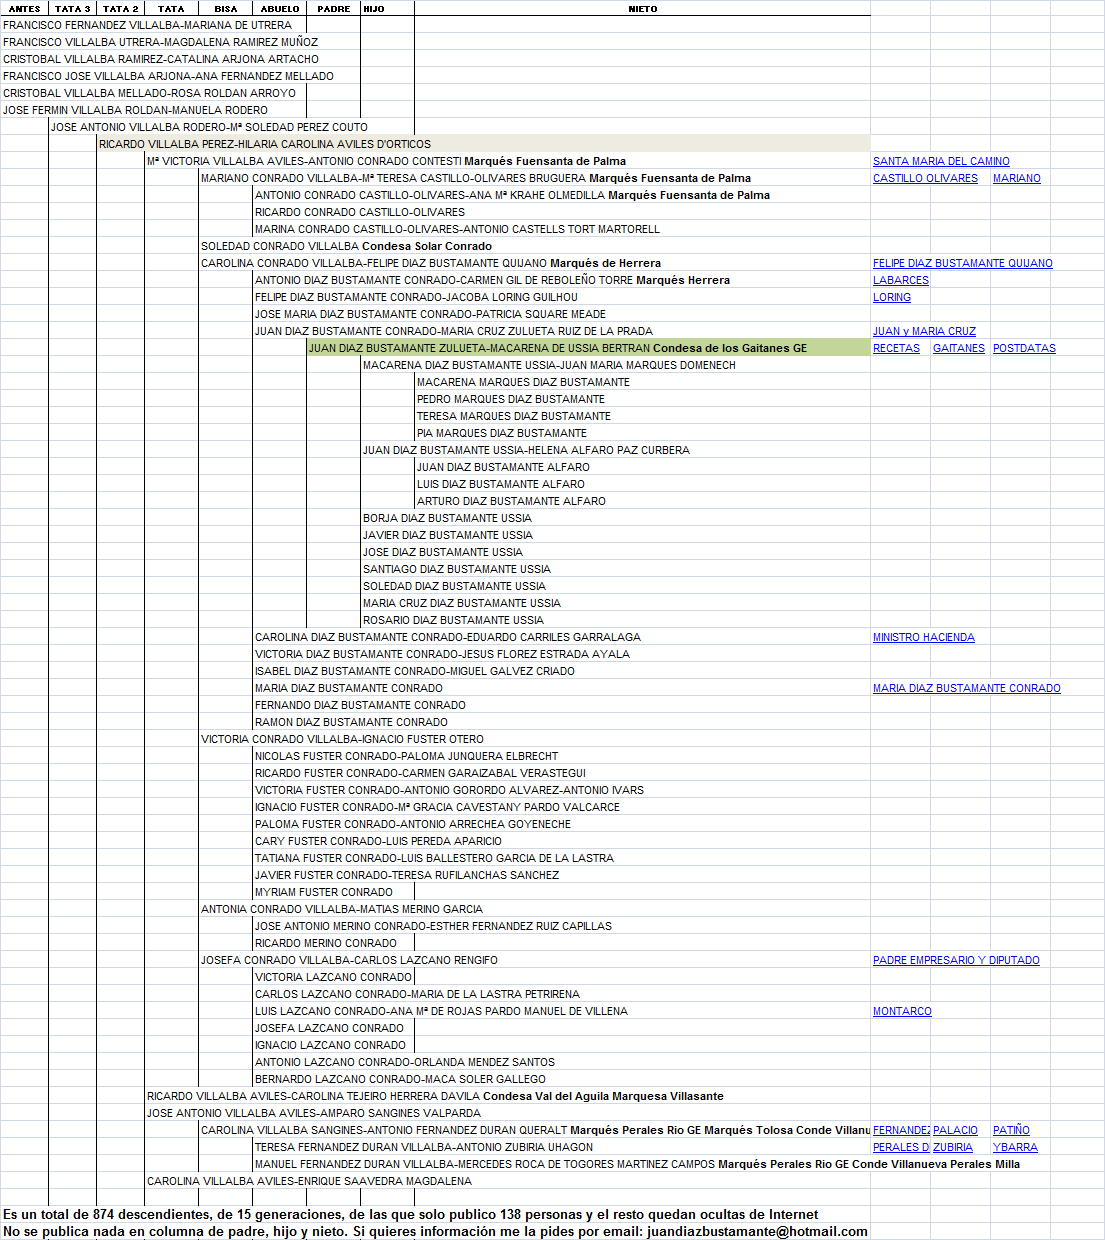 ANTES TATA 3 TATA 2 TATA BISA ABUELO PADRE HIJO NIETO
FRANCISCO FERNANDEZ VILLALBA-MARIANA DE UTRERA
FRANCISCO VILLALBA UTRERA-MAGDALENA RAMIREZ MUÑOZ
CRISTOBAL VILLALBA RAMIREZ-CATALINA ARJONA ARTACHO
FRANCISCO JOSE VILLALBA ARJONA-ANA FERNANDEZ MELLADO
CRISTOBAL VILLALBA MELLADO-ROSA ROLDAN ARROYO
JOSE FERMIN VILLALBA ROLDAN-MANUELA RODERO
JOSE ANTONIO VILLALBA RODERO-Mª SOLEDAD PEREZ COUTO
RICARDO VILLALBA PEREZ-HILARIA CAROLINA AVILES D'ORTICOS
Mª VICTORIA VILLALBA AVILES-ANTONIO CONRADO CONTESTI Marqués Fuensanta de Palma SANTA MARIA DEL CAMINO
MARIANO CONRADO VILLALBA-Mª TERESA CASTILLO-OLIVARES BRUGUERA Marqués Fuensanta de Palma CASTILLO OLIVARES MARIANO
ANTONIO CONRADO CASTILLO-OLIVARES-ANA Mª KRAHE OLMEDILLA Marqués Fuensanta de Palma
RICARDO CONRADO CASTILLO-OLIVARES
MARINA CONRADO CASTILLO-OLIVARES-ANTONIO CASTELLS TORT MARTORELL
SOLEDAD CONRADO VILLALBA Condesa Solar Conrado
CAROLINA CONRADO VILLALBA-FELIPE DIAZ BUSTAMANTE QUIJANO Marqués de Herrera FELIPE DIAZ BUSTAMANTE QUIJANO
ANTONIO DIAZ BUSTAMANTE CONRADO-CARMEN GIL DE REBOLEÑO TORRE Marqués Herrera LABARCES
FELIPE DIAZ BUSTAMANTE CONRADO-JACOBA LORING GUILHOU LORING
JOSE MARIA DIAZ BUSTAMANTE CONRADO-PATRICIA SQUARE MEADE
JUAN DIAZ BUSTAMANTE CONRADO-MARIA CRUZ ZULUETA RUIZ DE LA PRADA JUAN y MARIA CRUZ
JUAN DIAZ BUSTAMANTE ZULUETA-MACARENA DE USSIA BERTRAN Condesa de los Gaitanes GE RECETAS GAITANES POSTDATAS
MACARENA DIAZ BUSTAMANTE USSIA-JUAN MARIA MARQUES DOMENECH
MACARENA MARQUES DIAZ BUSTAMANTE
PEDRO MARQUES DIAZ BUSTAMANTE
TERESA MARQUES DIAZ BUSTAMANTE
PIA MARQUES DIAZ BUSTAMANTE
JUAN DIAZ BUSTAMANTE USSIA-HELENA ALFARO PAZ CURBERA
JUAN DIAZ BUSTAMANTE ALFARO
LUIS DIAZ BUSTAMANTE ALFARO
ARTURO DIAZ BUSTAMANTE ALFARO
BORJA DIAZ BUSTAMANTE USSIA
JAVIER DIAZ BUSTAMANTE USSIA
JOSE DIAZ BUSTAMANTE USSIA
SANTIAGO DIAZ BUSTAMANTE USSIA
SOLEDAD DIAZ BUSTAMANTE USSIA
MARIA CRUZ DIAZ BUSTAMANTE USSIA
ROSARIO DIAZ BUSTAMANTE USSIA
CAROLINA DIAZ BUSTAMANTE CONRADO-EDUARDO CARRILES GARRALAGA MINISTRO HACIENDA
VICTORIA DIAZ BUSTAMANTE CONRADO-JESUS FLOREZ ESTRADA AYALA
ISABEL DIAZ BUSTAMANTE CONRADO-MIGUEL GALVEZ CRIADO
MARIA DIAZ BUSTAMANTE CONRADO MARIA DIAZ BUSTAMANTE CONRADO
FERNANDO DIAZ BUSTAMANTE CONRADO
RAMON DIAZ BUSTAMANTE CONRADO
VICTORIA CONRADO VILLALBA-IGNACIO FUSTER OTERO
NICOLAS FUSTER CONRADO-PALOMA JUNQUERA ELBRECHT
RICARDO FUSTER CONRADO-CARMEN GARAIZABAL VERASTEGUI
VICTORIA FUSTER CONRADO-ANTONIO GORORDO ALVAREZ-ANTONIO IVARS
IGNACIO FUSTER CONRADO-Mª GRACIA CAVESTANY PARDO VALCARCE
PALOMA FUSTER CONRADO-ANTONIO ARRECHEA GOYENECHE
CARY FUSTER CONRADO-LUIS PEREDA APARICIO
TATIANA FUSTER CONRADO-LUIS BALLESTERO GARCIA DE LA LASTRA
JAVIER FUSTER CONRADO-TERESA RUFILANCHAS SANCHEZ
MYRIAM FUSTER CONRADO
ANTONIA CONRADO VILLALBA-MATIAS MERINO GARCIA
JOSE ANTONIO MERINO CONRADO-ESTHER FERNANDEZ RUIZ CAPILLAS
RICARDO MERINO CONRADO
JOSEFA CONRADO VILLALBA-CARLOS LAZCANO RENGIFO PADRE EMPRESARIO Y DIPUTADO
VICTORIA LAZCANO CONRADO
CARLOS LAZCANO CONRADO-MARIA DE LA LASTRA PETRIRENA
LUIS LAZCANO CONRADO-ANA Mª DE ROJAS PARDO MANUEL DE VILLENA MONTARCO
JOSEFA LAZCANO CONRADO
IGNACIO LAZCANO CONRADO
ANTONIO LAZCANO CONRADO-ORLANDA MENDEZ SANTOS
BERNARDO LAZCANO CONRADO-MACA SOLER GALLEGO
RICARDO VILLALBA AVILES-CAROLINA TEJEIRO HERRERA DAVILA Condesa Val del Aguila Marquesa Villasante
JOSE ANTONIO VILLALBA AVILES-AMPARO SANGINES VALPARDA
CAROLINA VILLALBA SANGINES-ANTONIO FERNANDEZ DURAN QUERALT Marqués Perales Rio GE Marqués Tolosa Conde Villanu FERNANDEZ PALACIO PATIÑO
TERESA FERNANDEZ DURAN VILLALBA-ANTONIO ZUBIRIA UHAGON PERALES D ZUBIRIA YBARRA
MANUEL FERNANDEZ DURAN VILLALBA-MERCEDES ROCA DE TOGORES MARTINEZ CAMPOS Marqués Perales Rio GE Conde Villanueva Perales Milla
CAROLINA VILLALBA AVILES-ENRIQUE SAAVEDRA MAGDALENA
Es un total de 874 descendientes, de 15 generaciones, de las que solo publico 138 personas y el resto quedan ocultas de Internet
No se publica nada en columna de padre, hijo y nieto. Si quieres información me la pides por email: juandiazbustamante@hotmail.com